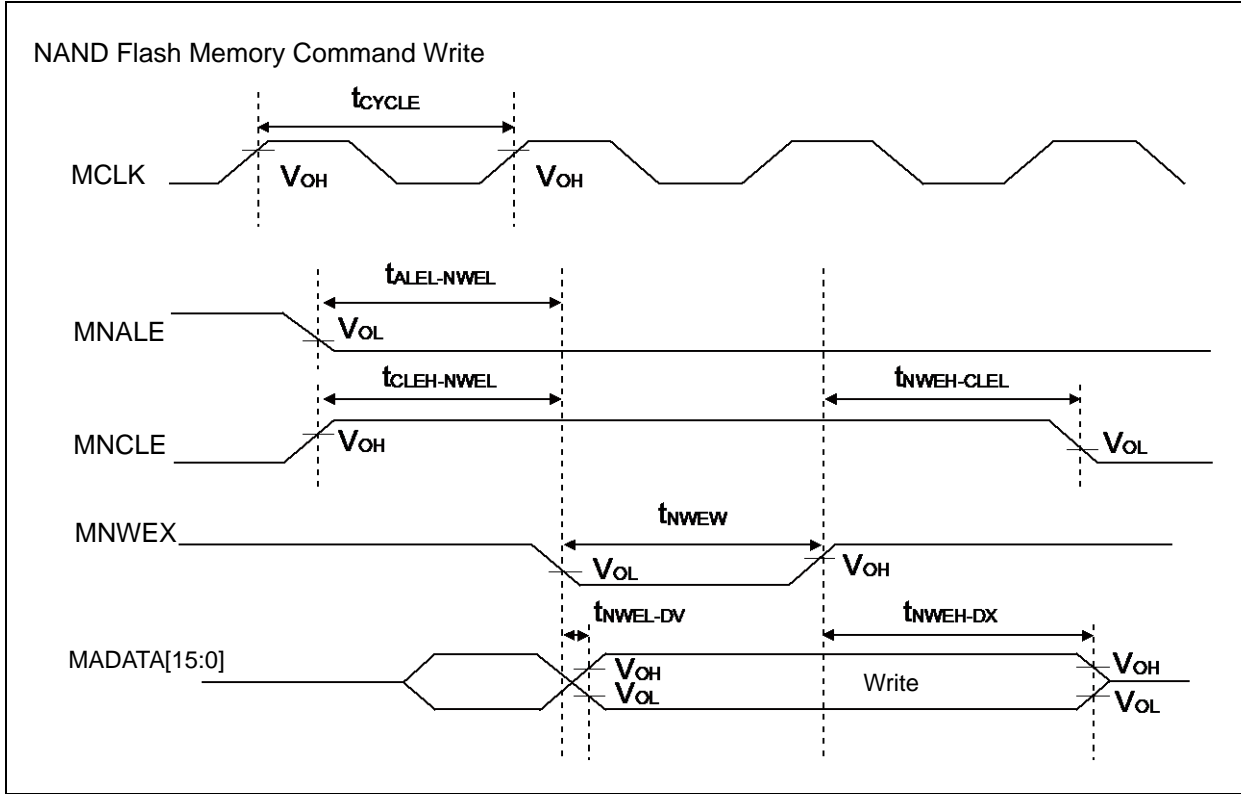 NAND Flash Memory Command Write
tCYCLE
MCLK
VOH
VOH
tALEL-NWEL
MNALE
VOL
tCLEH-NWEL
tNWEH-CLEL
MNCLE
VOH
VOL
tNWEW
MNWEX
VOL
VOH
tNWEL-DV
tNWEH-DX
MADATA[15:0]
VOH
VOL
Write
VOH
VOL